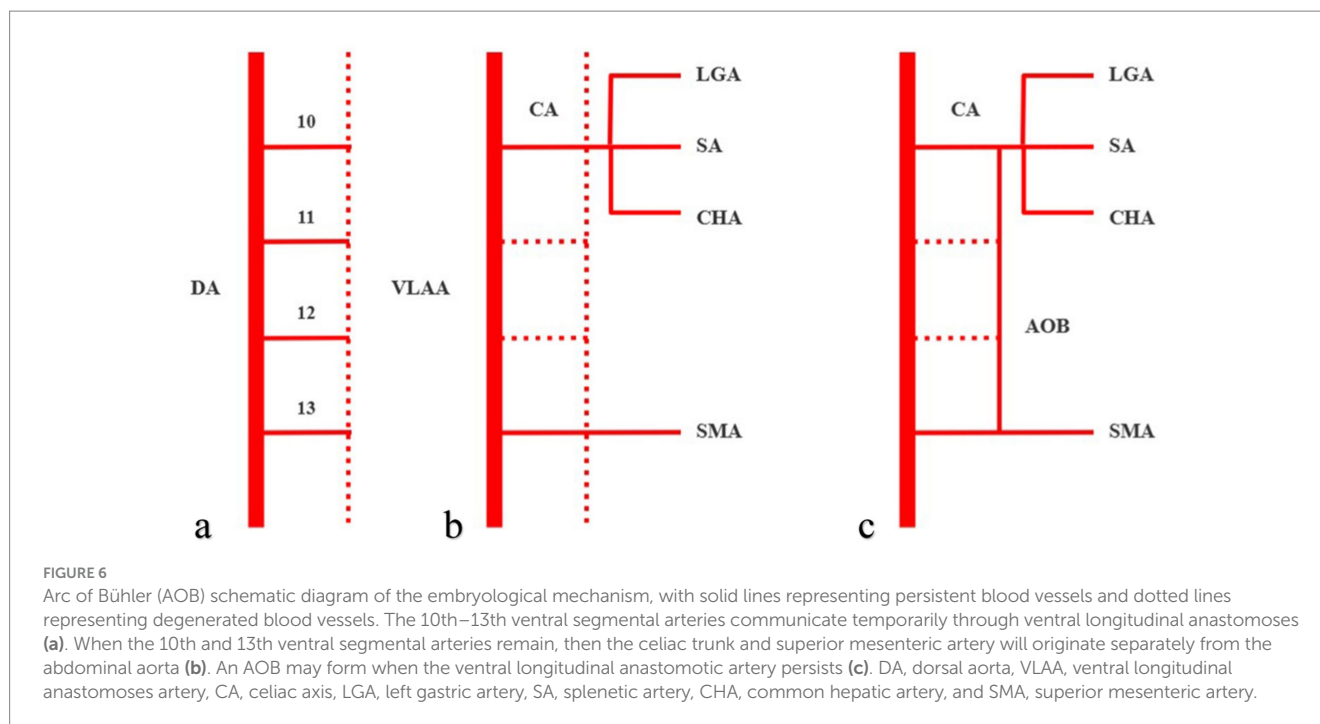 LGA
LGA
10
CA
CA
SA
SA
11
CHA
CHA
DA
VLAA
12
AOB
13
SMA
SMA
a
b
c
FIGURE 6
Arc of Bühler (AOB) schematic diagram of the embryological mechanism, with solid lines representing persistent blood vessels and dotted lines
representing degenerated blood vessels. The 10th–13th ventral segmental arteries communicate temporarily through ventral longitudinal anastomoses
(a). When the 10th and 13th ventral segmental arteries remain, then the celiac trunk and superior mesenteric artery will originate separately from the
abdominal aorta (b). An AOB may form when the ventral longitudinal anastomotic artery persists (c). DA, dorsal aorta, VLAA, ventral longitudinal
anastomoses artery, CA, celiac axis, LGA, left gastric artery, SA, splenetic artery, CHA, common hepatic artery, and SMA, superior mesenteric artery.